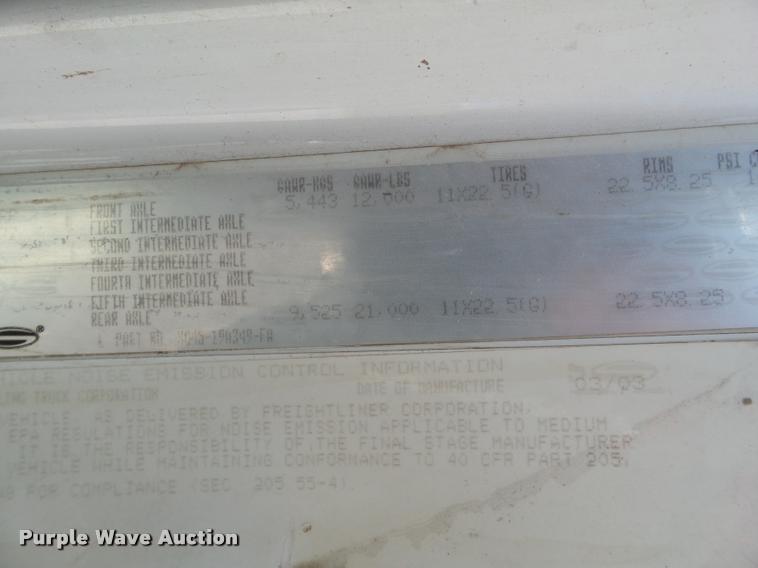 GAWR-KGS GAWR-LBS TIRES RIMS PSI
FRONT AXLE 5,443 12,000 11X22.5(G) 22.5X8.25
FIRST INTERMEDIATE AXLE
SECOND INTERMEDIATE AXLE
THIRD INTERMEDIATE AXLE
FOURTH INTERMEDIATE AXLE
FIFTH INTERMEDIATE AXLE
REAR AXLE 9,525 21,000 11X22.5(G) 22.5X8.25
PART NO.
®
VEHICLE NOISE EMISSION CONTROL INFORMATION
LING TRUCK CORPORATION DATE OF MANUFACTURE 03/03
VEHICLE AS DELIVERED BY FREIGHTLINER CORPORATION,
EPA REGULATIONS FOR NOISE EMISSION APPLICABLE TO MEDIUM
IT IS THE RESPONSIBILITY OF THE FINAL STAGE MANUFACTURER
VEHICLE WHILE MAINTAINING CONFORMANCE TO 40 CFR PART 205,
FOR COMPLIANCE (SEC 205 55-4).
Purple Wave Auction®